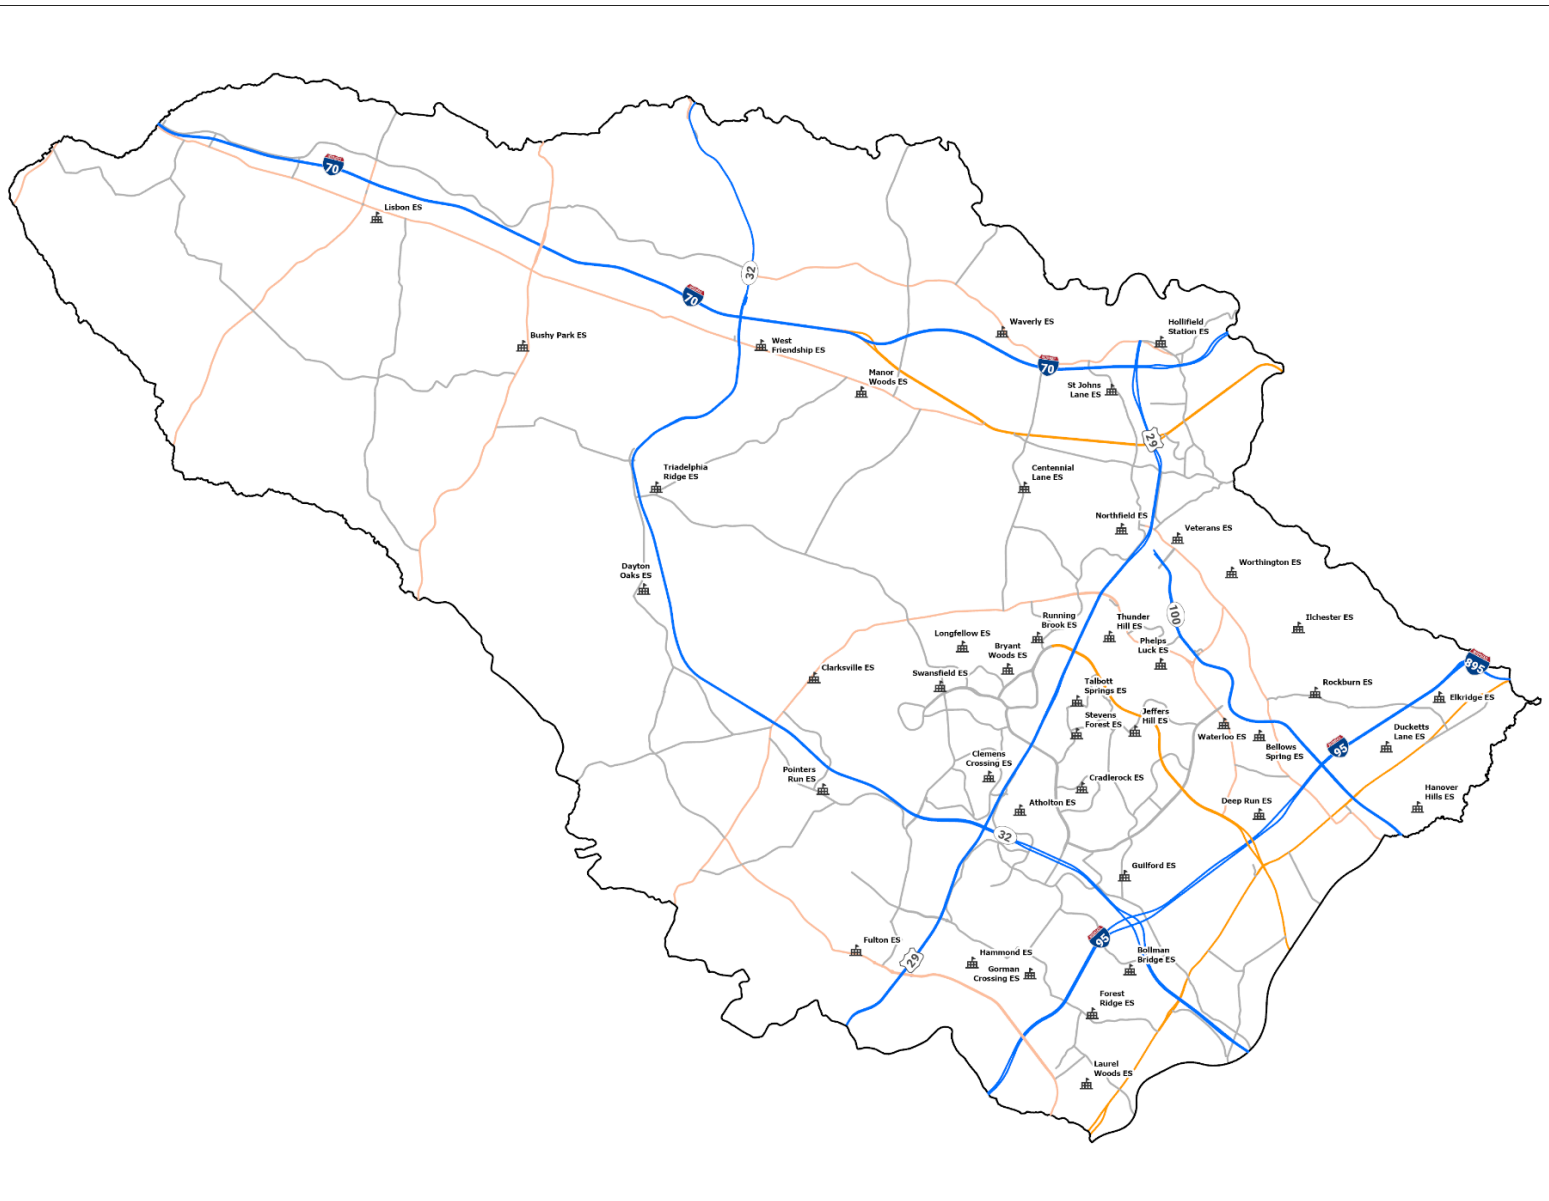 70
Lisbon ES
32
70
Bushy Park ES
West
Friendship ES
Waverly ES
Hollifield
Station ES
70
Manor
Woods ES
St Johns
Lane ES
29
Triadelphia
Ridge ES
Centennial
Lane ES
Northfield ES
Veterans ES
Dayton
Oaks ES
Worthington ES
100
Ilchester ES
Running
Brook ES
Thunder
Hill ES
Longfellow ES
Bryant
Woods ES
Phelps
Luck ES
Clarksville ES
Swansfield ES
895
Talbott
Springs ES
Rockburn ES
Elkridge ES
Stevens
Forest ES
Jeffers
Hill ES
Waterloo ES
Bellows
Spring ES
95
Ducketts
Lane ES
Clemens
Crossing ES
Pointers
Run ES
Cradlerock ES
Hanover
Hills ES
Atholton ES
Deep Run ES
32
Guilford ES
95
Fulton ES
29
Hammond ES
Gorman
Crossing ES
Bollman
Bridge ES
Forest
Ridge ES
Laurel
Woods ES